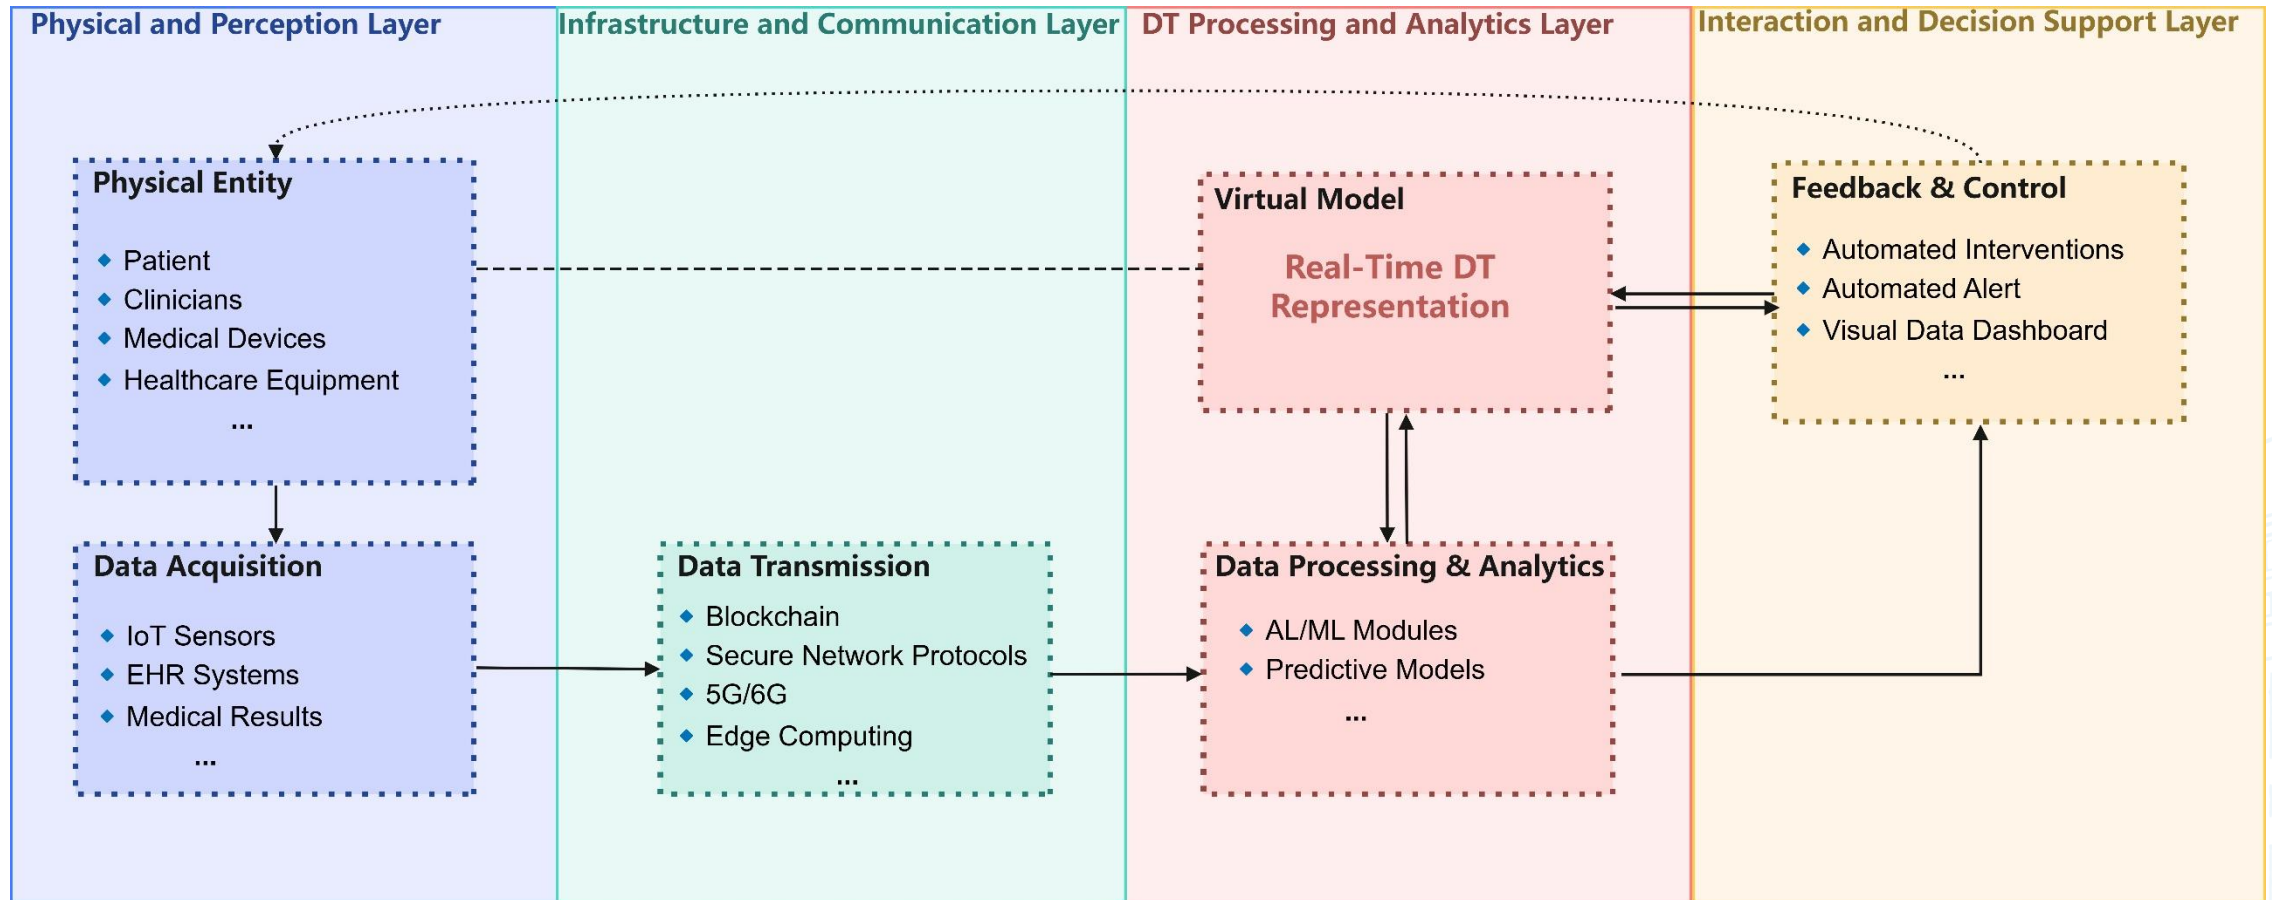 Physical and Perception Layer
Infrastructure and Communication Layer
DT Processing and Analytics Layer
Interaction and Decision Support Layer
Physical Entity
Patient
Clinicians
Medical Devices
Healthcare Equipment
...
Data Acquisition
IoT Sensors
EHR Systems
Medical Results
...
Data Transmission
Blockchain
Secure Network Protocols
5G/6G
Edge Computing
...
Virtual Model
Real-Time DT
Representation
Data Processing & Analytics
AL/ML Modules
Predictive Models
...
Feedback & Control
Automated Interventions
Automated Alert
Visual Data Dashboard
...